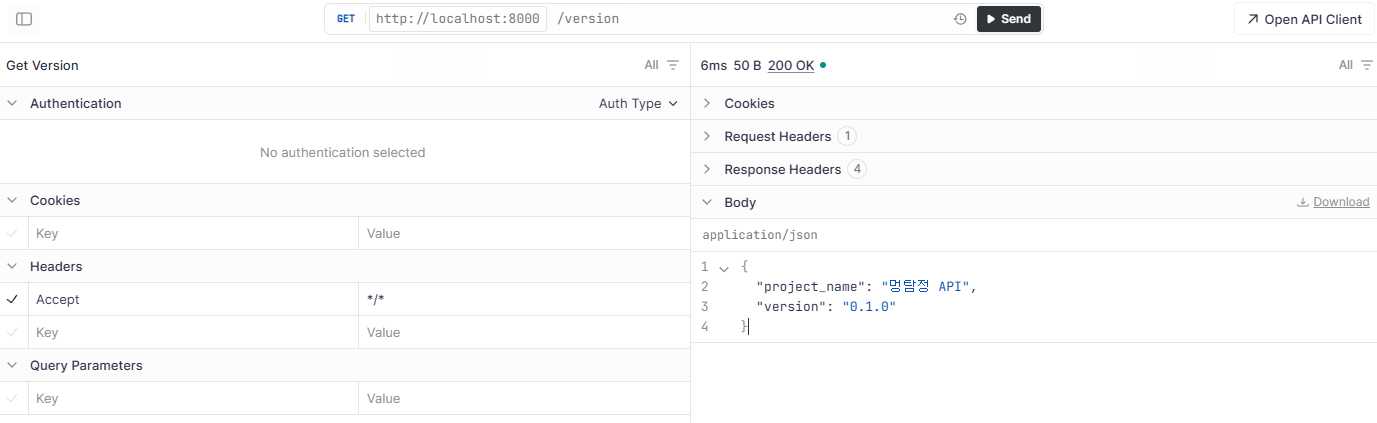 GET http://localhost:8000 /version Send Open API Client
Get Version All
Authentication Auth Type
No authentication selected
Cookies
Key Value
Headers
Accept */*
Key Value
Query Parameters
Key Value
6ms 50 B 200 OK All
Cookies
Request Headers 1
Response Headers 4
Body Download
application/json
1 {
2 "project_name": "멍탐정 API",
3 "version": "0.1.0"
4 }